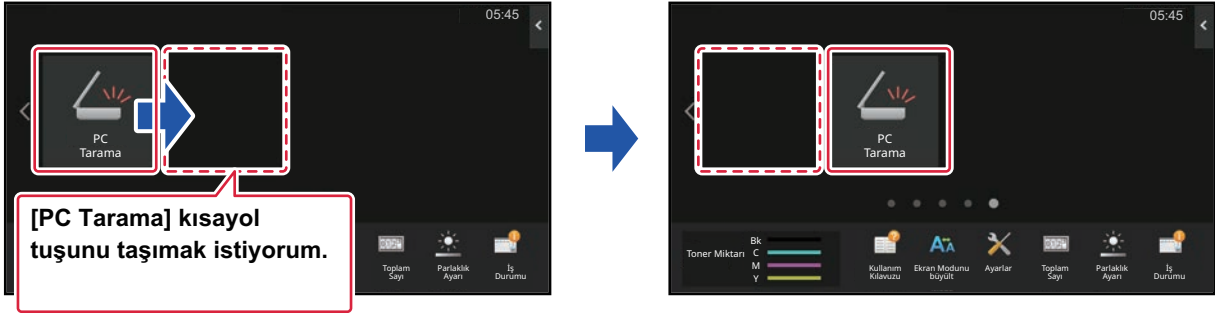 05:45
PC
Tarama
[PC Tarama] kısayol
tuşunu taşımak istiyorum.
Toplam
Sayı
Parlaklık
Ayarı
İş
Durumu
05:45
PC
Tarama
Toner Miktarı
Bk
C
M
Y
Kullanım
Kılavuzu
Ekran Modunu
büyült
Ayarlar
Toplam
Sayı
Parlaklık
Ayarı
İş
Durumu